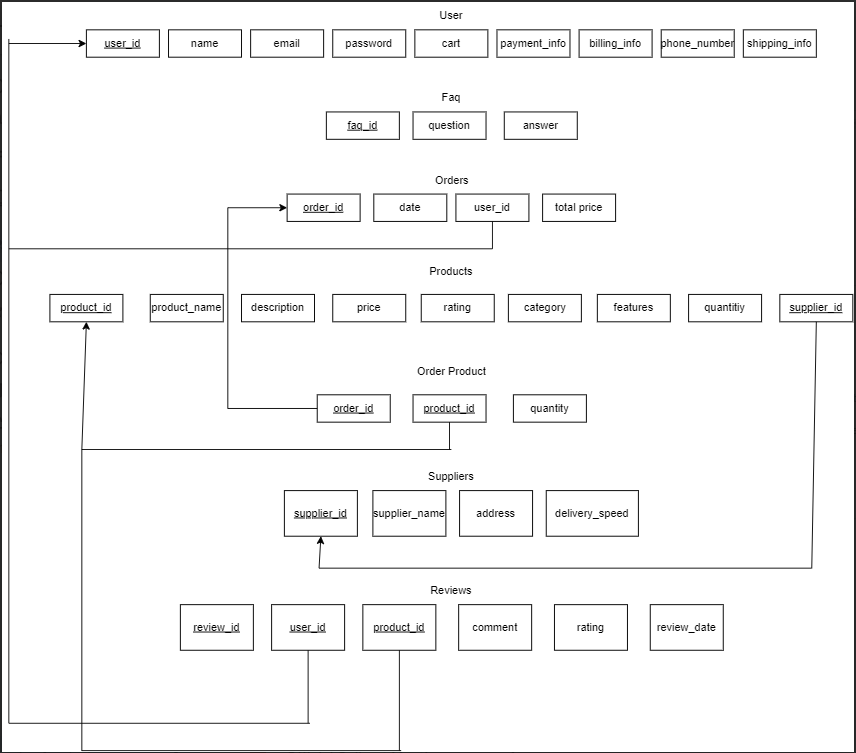 User
user_id name email password cart payment_info billing_info phone_number shipping_info
Faq
faq_id question answer
Orders
order_id date user_id total price
Products
product_id product_name description price rating category features quantitiy supplier_id
Order Product
order_id product_id quantity
Suppliers
supplier_id supplier_name address delivery_speed
Reviews
review_id user_id product_id comment rating review_date